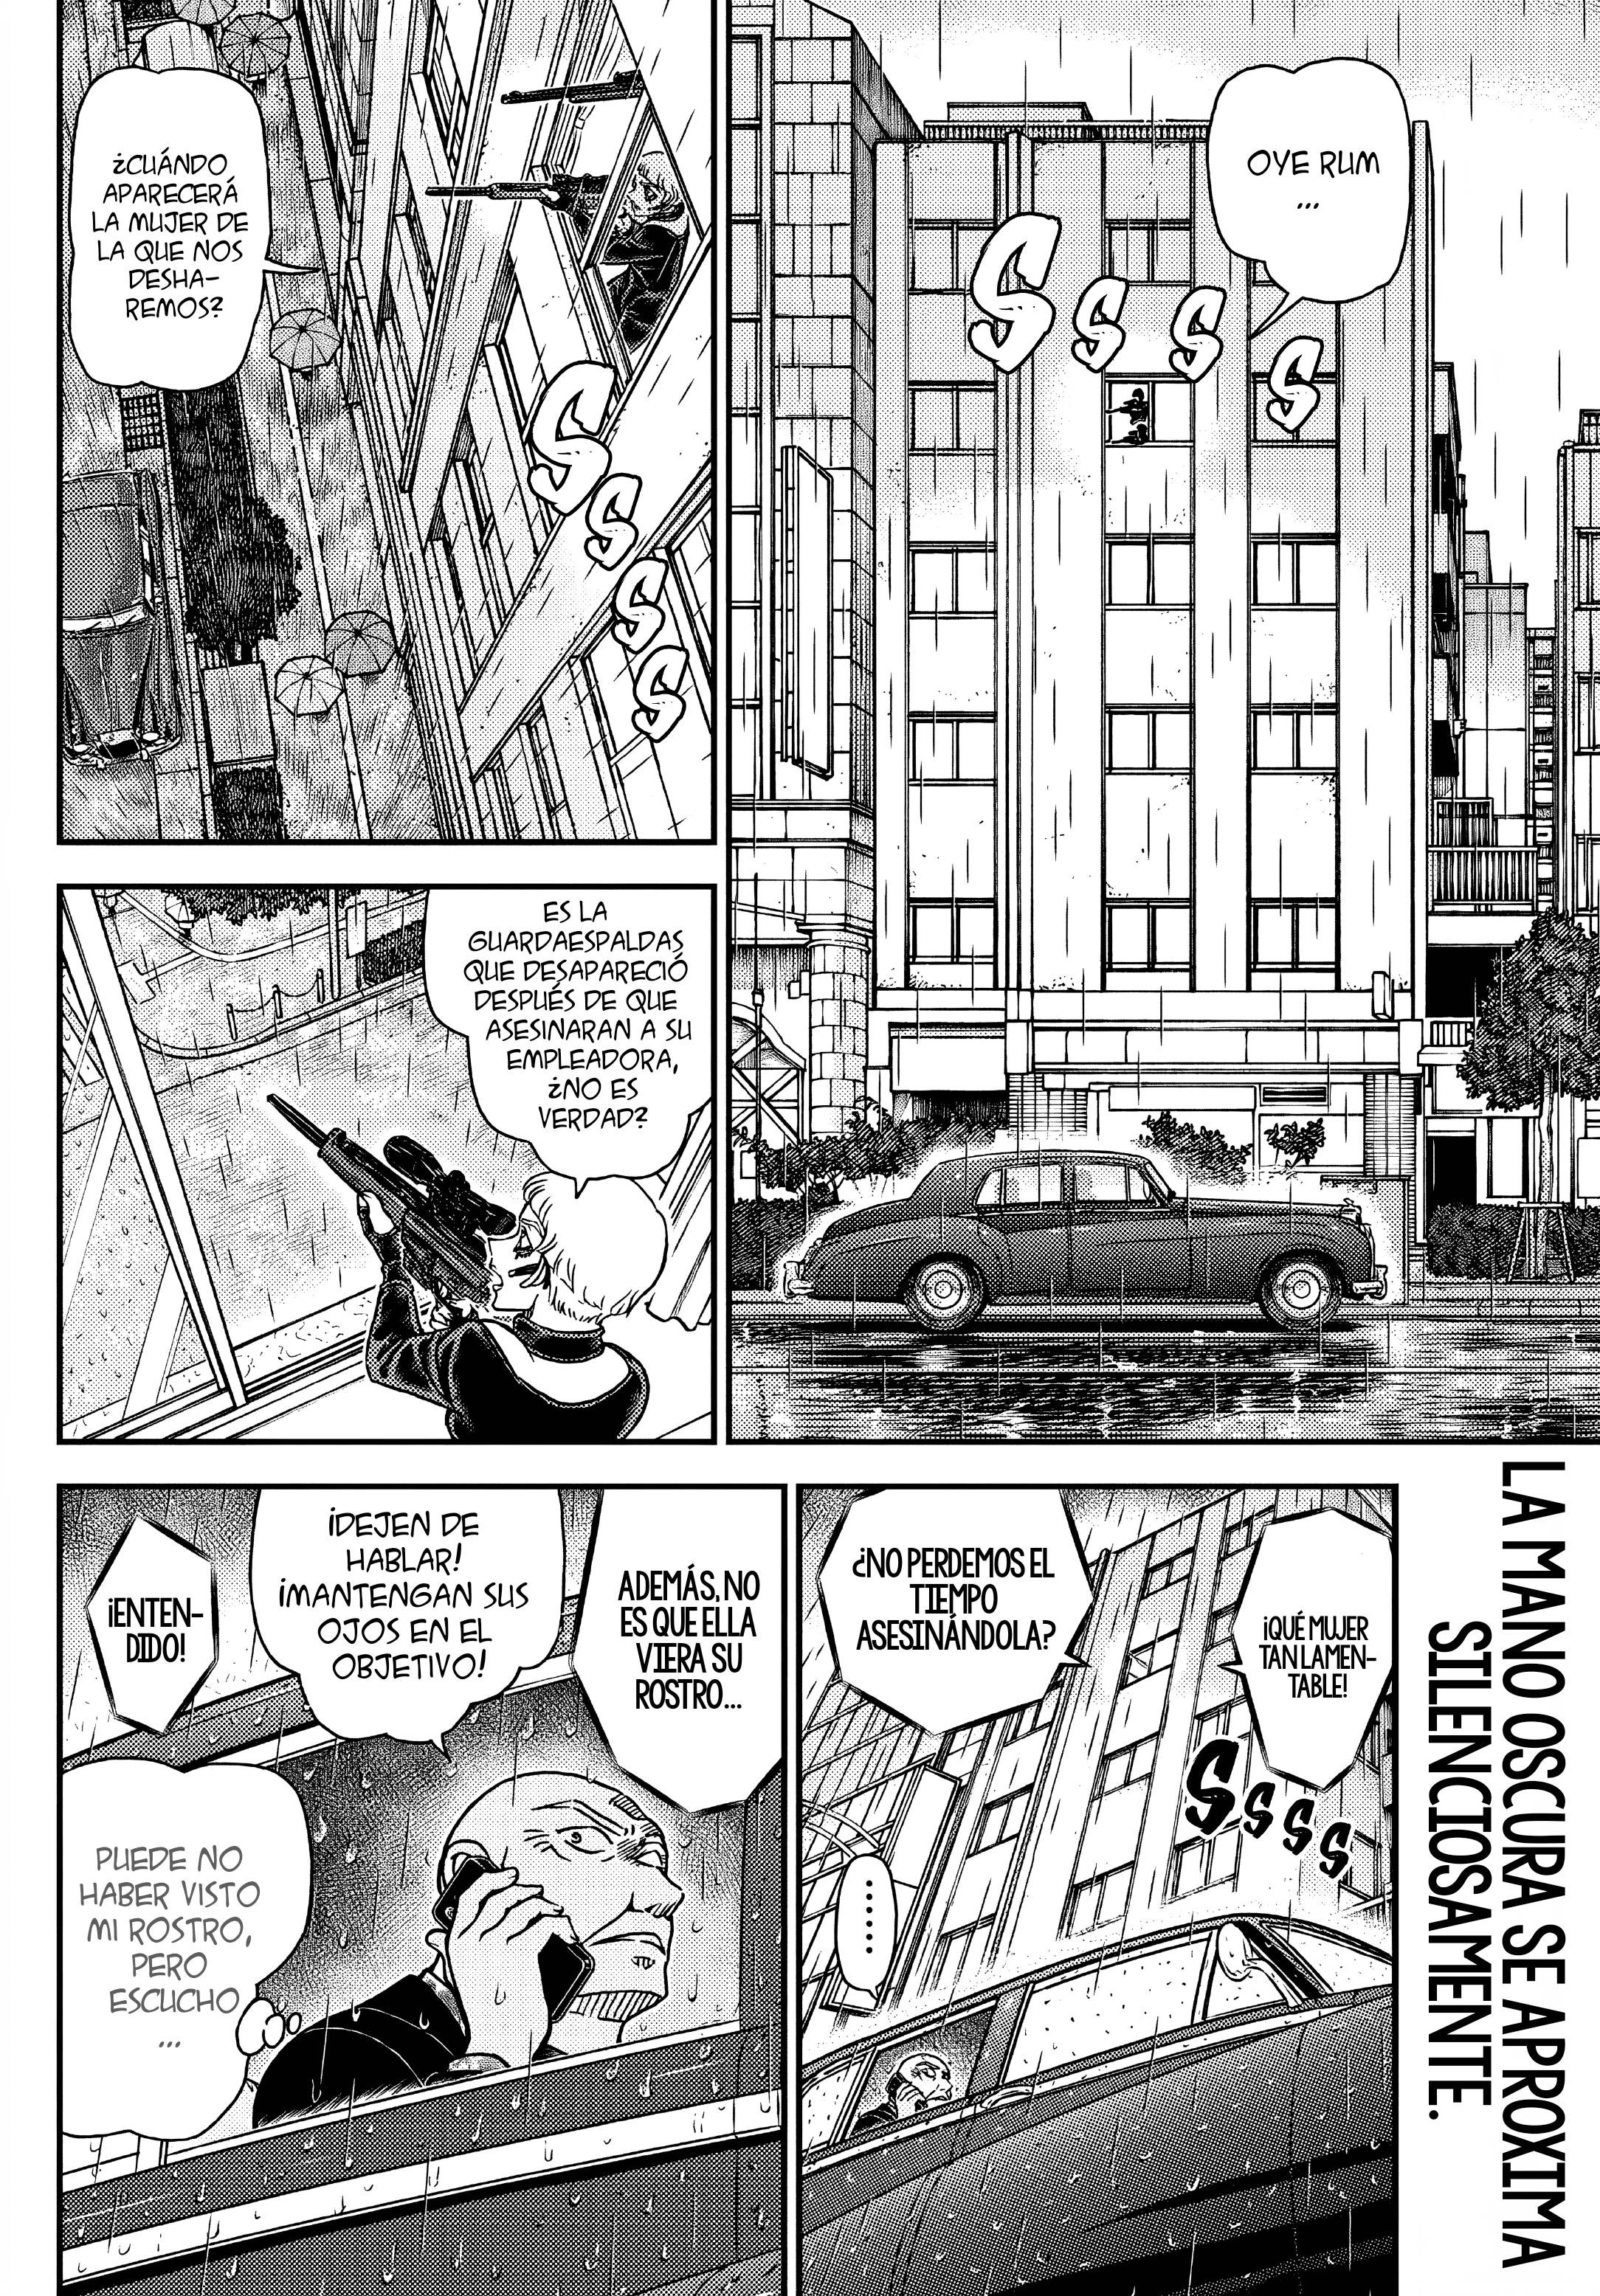 OYE RUM
...
S S S S
¿CUÁNDO
APARECERÁ
LA MUJER DE
LA QUE NOS
DESHA-
REMOS?
S S S S
ES LA
GUARDAESPALDAS
QUE DESAPARECIÓ
DESPUÉS DE QUE
ASESINARAN A SU
EMPLEADORA,
¿NO ES
VERDAD?
¡QUÉ MUJER
TAN LAMEN-
TABLE!
¿NO PERDEMOS EL
TIEMPO
ASESINÁNDOLA?
S S S S
......
ADEMÁS, NO
ES QUE ELLA
VIERA SU
ROSTRO...
¡DEJEN DE
HABLAR!
¡MANTENGAN SUS
OJOS EN EL
OBJETIVO!
¡ENTEN-
DIDO!
PUEDE NO
HABER VISTO
MI ROSTRO,
PERO
ESCUCHO
...
LA MANO OSCURA SE APROXIMA
SILENCIOSAMENTE.